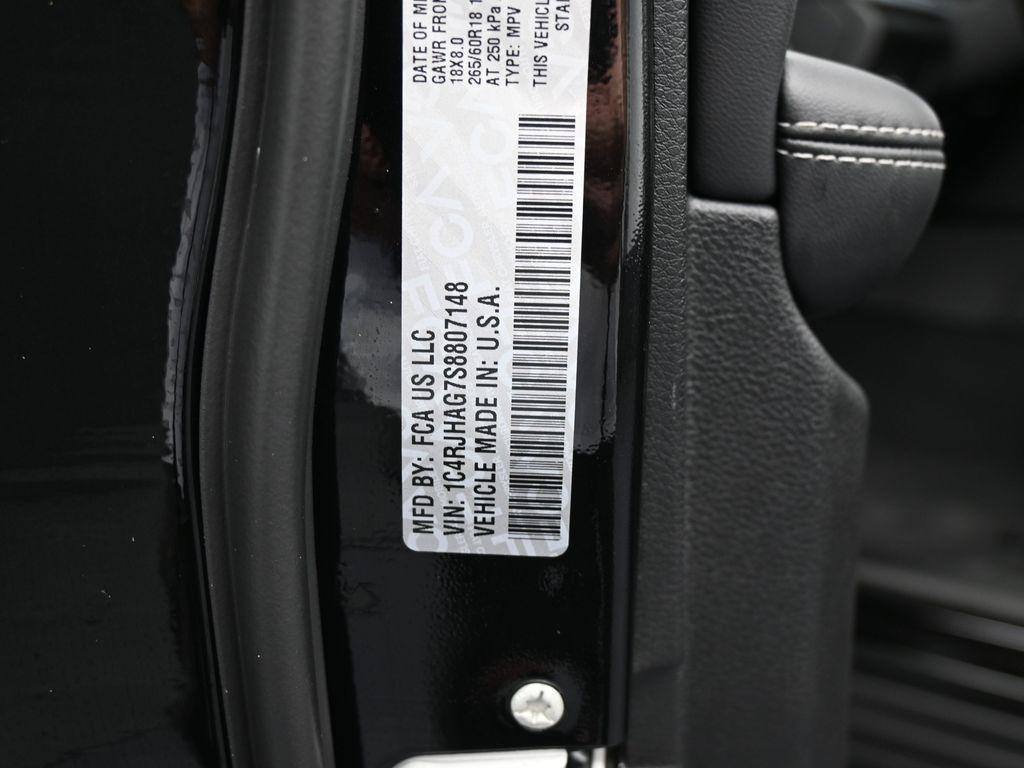 MFD BY: FCA US LLC
VIN: 1C4RJHAG7S8807148
VEHICLE MADE IN: U.S.A.
DATE OF
GAWR FRON
18X8.0
265/60R18
AT 250 kPa
TYPE: MPV
THIS VEHICL
STA